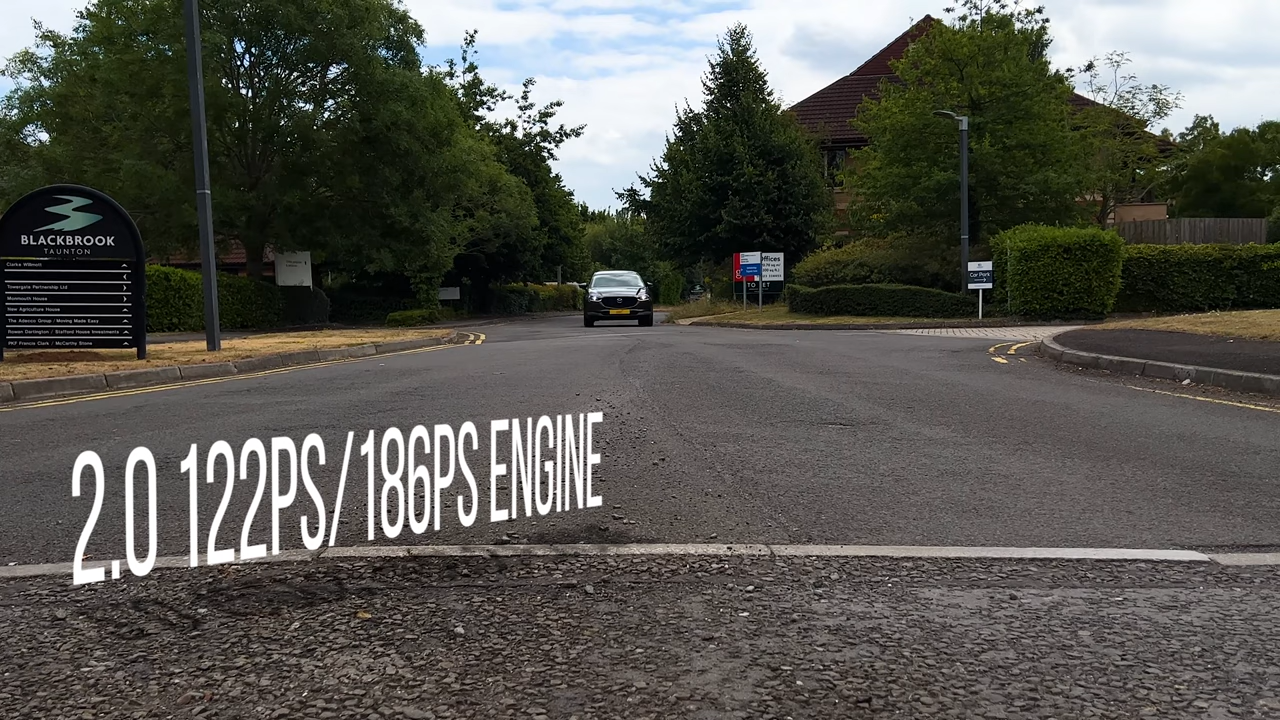 BLACKBROOK
TAUNTON
Clarke Willmott
Towergate Partnership Ltd
Monmouth House
New Agriculture House
The Adecco Group / Moving Made Easy
Rowan Dartington / Stafford House Investments
PKF Francis Clark / McCarthy Stone
Offices
TO LET
Car Park
2.0 122PS/186PS ENGINE